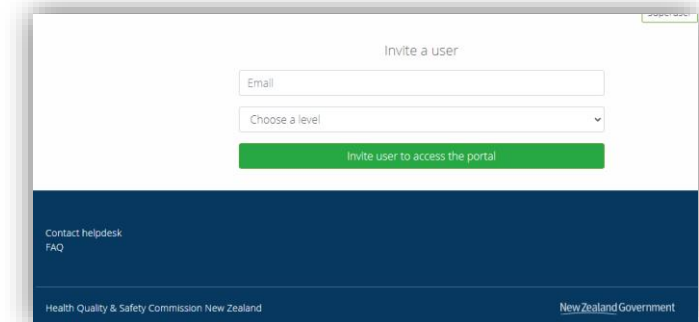 Superuser
Invite a user
Email
Choose a level
Invite user to access the portal
Contact helpdesk
FAQ
Health Quality & Safety Commission New Zealand
New Zealand Government